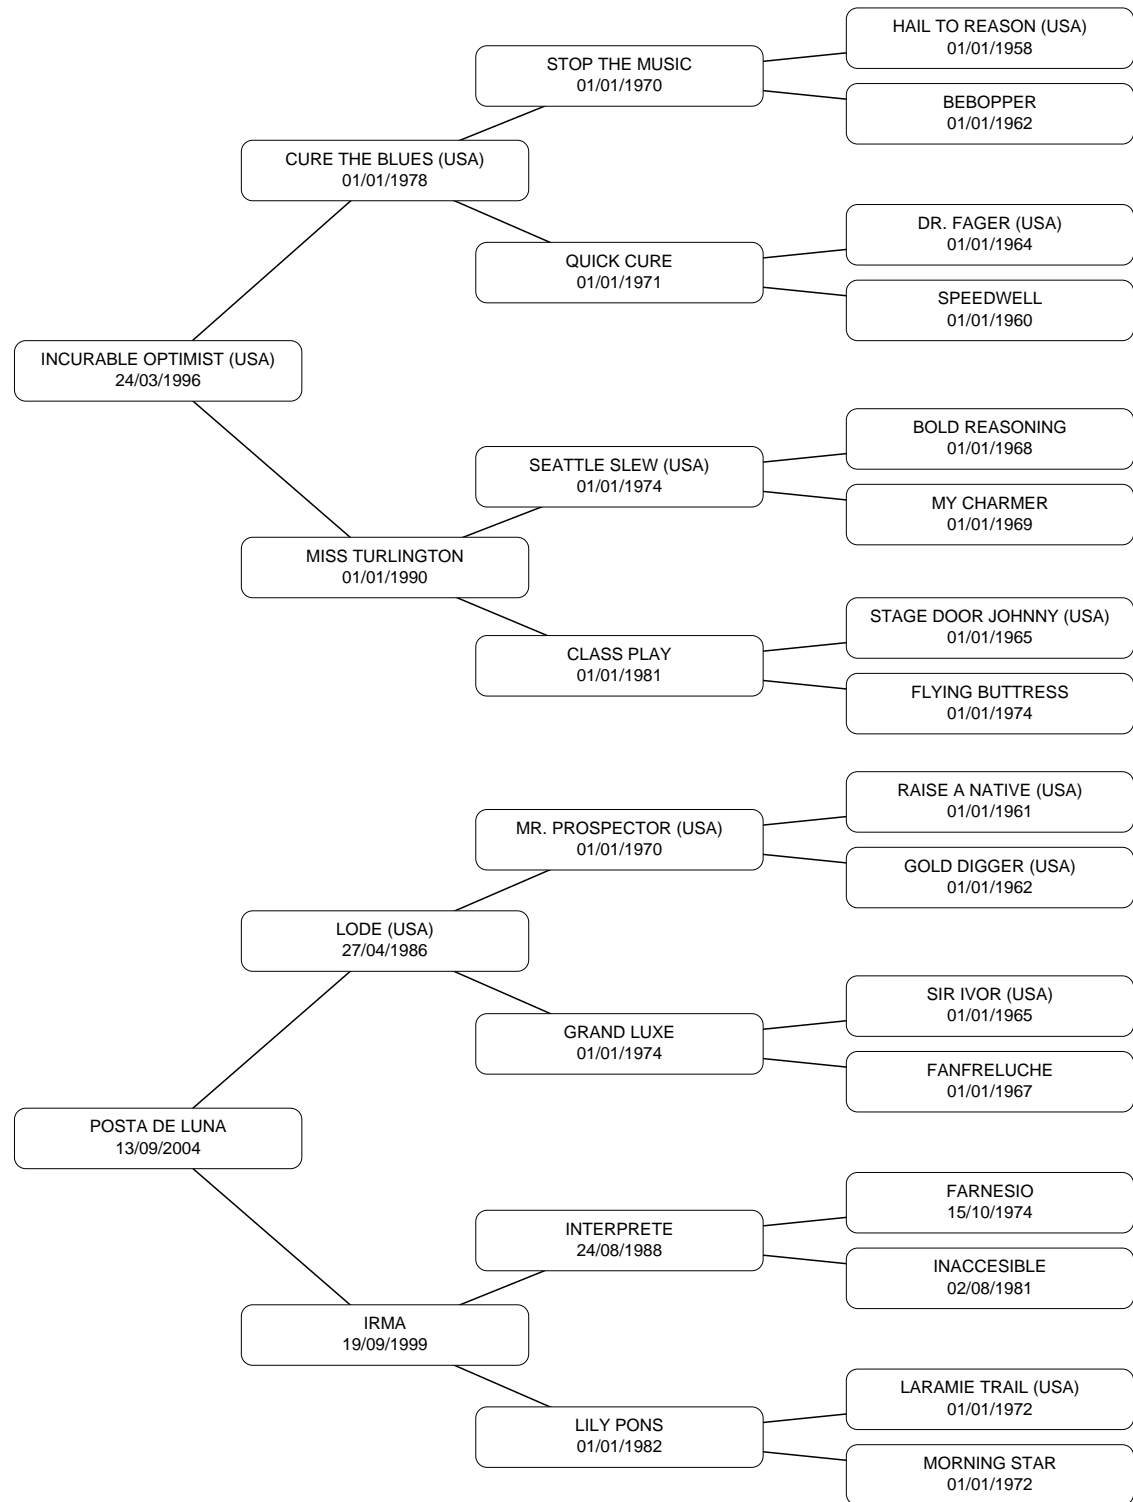 HAIL TO REASON (USA)
01/01/1958
STOP THE MUSIC
01/01/1970
BEBOPPER
01/01/1962
CURE THE BLUES (USA)
01/01/1978
DR. FAGER (USA)
01/01/1964
QUICK CURE
01/01/1971
SPEEDWELL
01/01/1960
INCURABLE OPTIMIST (USA)
24/03/1996
BOLD REASONING
01/01/1968
SEATTLE SLEW (USA)
01/01/1974
MY CHARMER
01/01/1969
MISS TURLINGTON
01/01/1990
STAGE DOOR JOHNNY (USA)
01/01/1965
CLASS PLAY
01/01/1981
FLYING BUTTRESS
01/01/1974
RAISE A NATIVE (USA)
01/01/1961
MR. PROSPECTOR (USA)
01/01/1970
GOLD DIGGER (USA)
01/01/1962
LODE (USA)
27/04/1986
SIR IVOR (USA)
01/01/1965
GRAND LUXE
01/01/1974
FANFRELUCHE
01/01/1967
POSTA DE LUNA
13/09/2004
FARNESIO
15/10/1974
INTERPRETE
24/08/1988
INACCESIBLE
02/08/1981
IRMA
19/09/1999
LARAMIE TRAIL (USA)
01/01/1972
LILY PONS
01/01/1982
MORNING STAR
01/01/1972